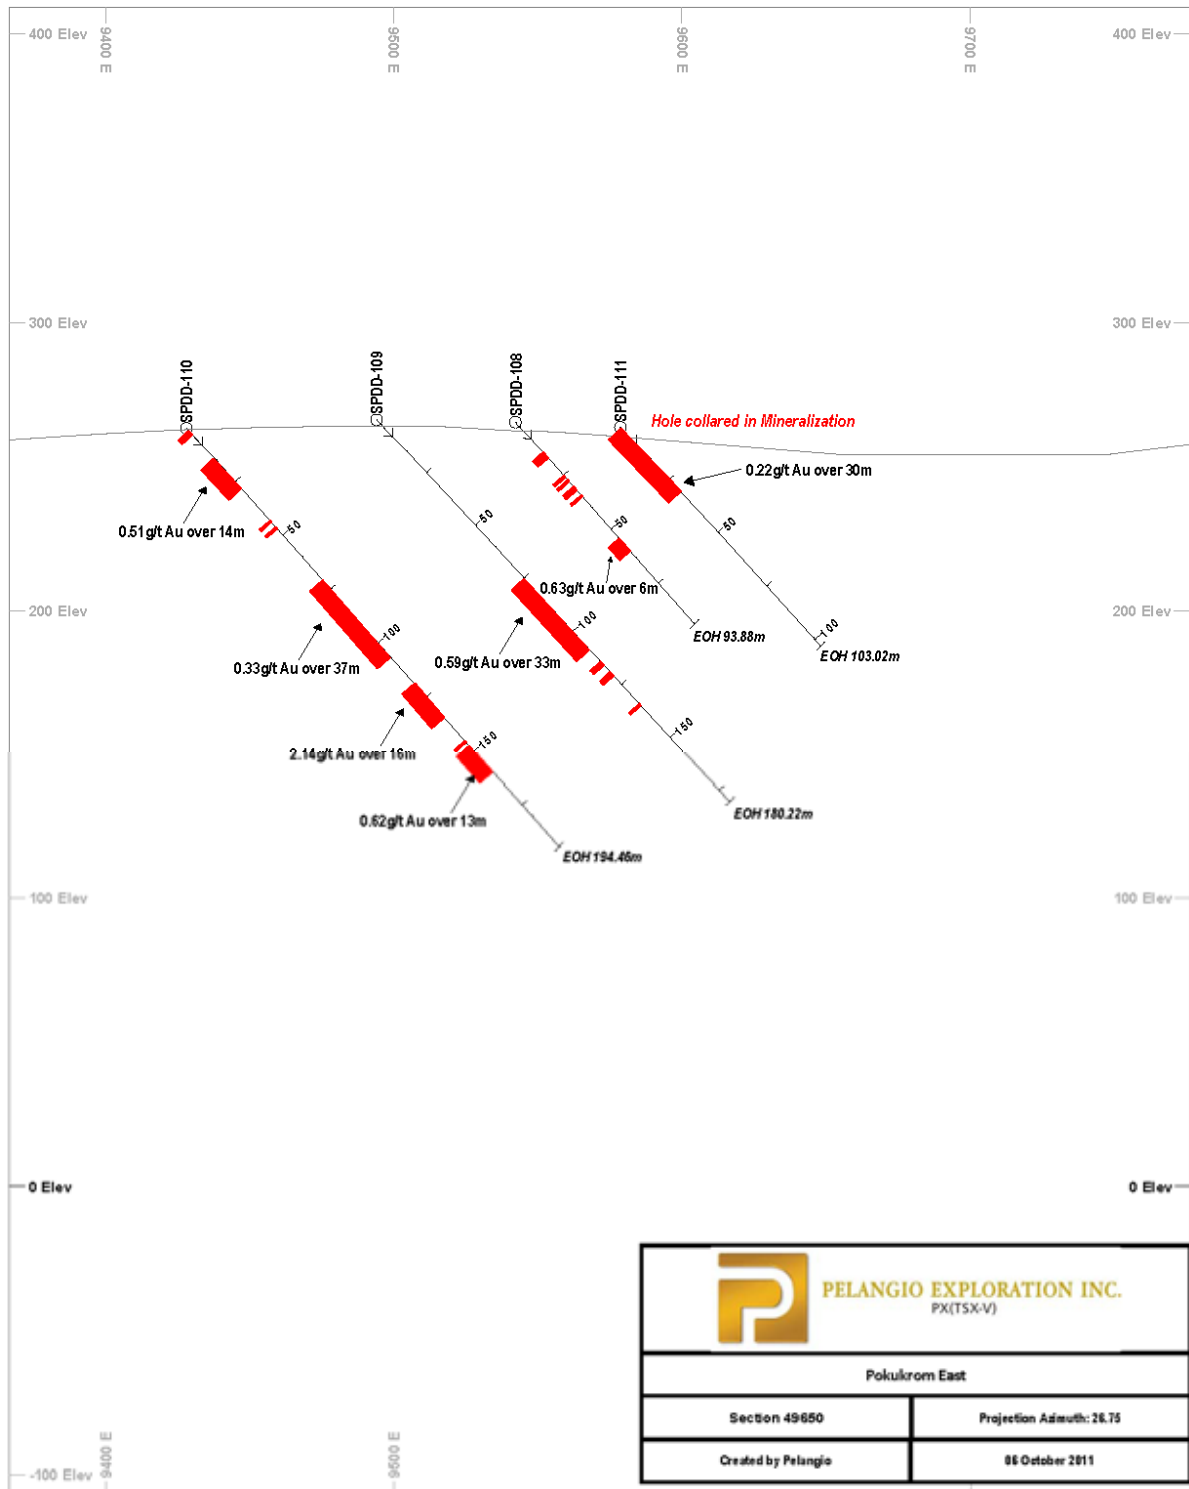 400 Elev
9400 E
9500 E
9600 E
9700 E
400 Elev
300 Elev
300 Elev
SPDD-110
SPDD-109
SPDD-108
SPDD-111
Hole collared in Mineralization
0.22g/t Au over 30m
0.51g/t Au over 14m
50
50
50
50
0.63g/t Au over 6m
200 Elev
200 Elev
100
100
100
EOH 93.88m
EOH 103.02m
0.33g/t Au over 37m
0.59g/t Au over 33m
150
150
2.14g/t Au over 16m
0.62g/t Au over 13m
EOH 180.22m
EOH 194.46m
100 Elev
100 Elev
0 Elev
0 Elev
PELANGIO EXPLORATION INC.
PX(TSX-V)
Pokukrom East
Section 49650
Projection Azimuth: 26.75
Created by Pelangio
06 October 2011
-100 Elev
9400 E
9500 E